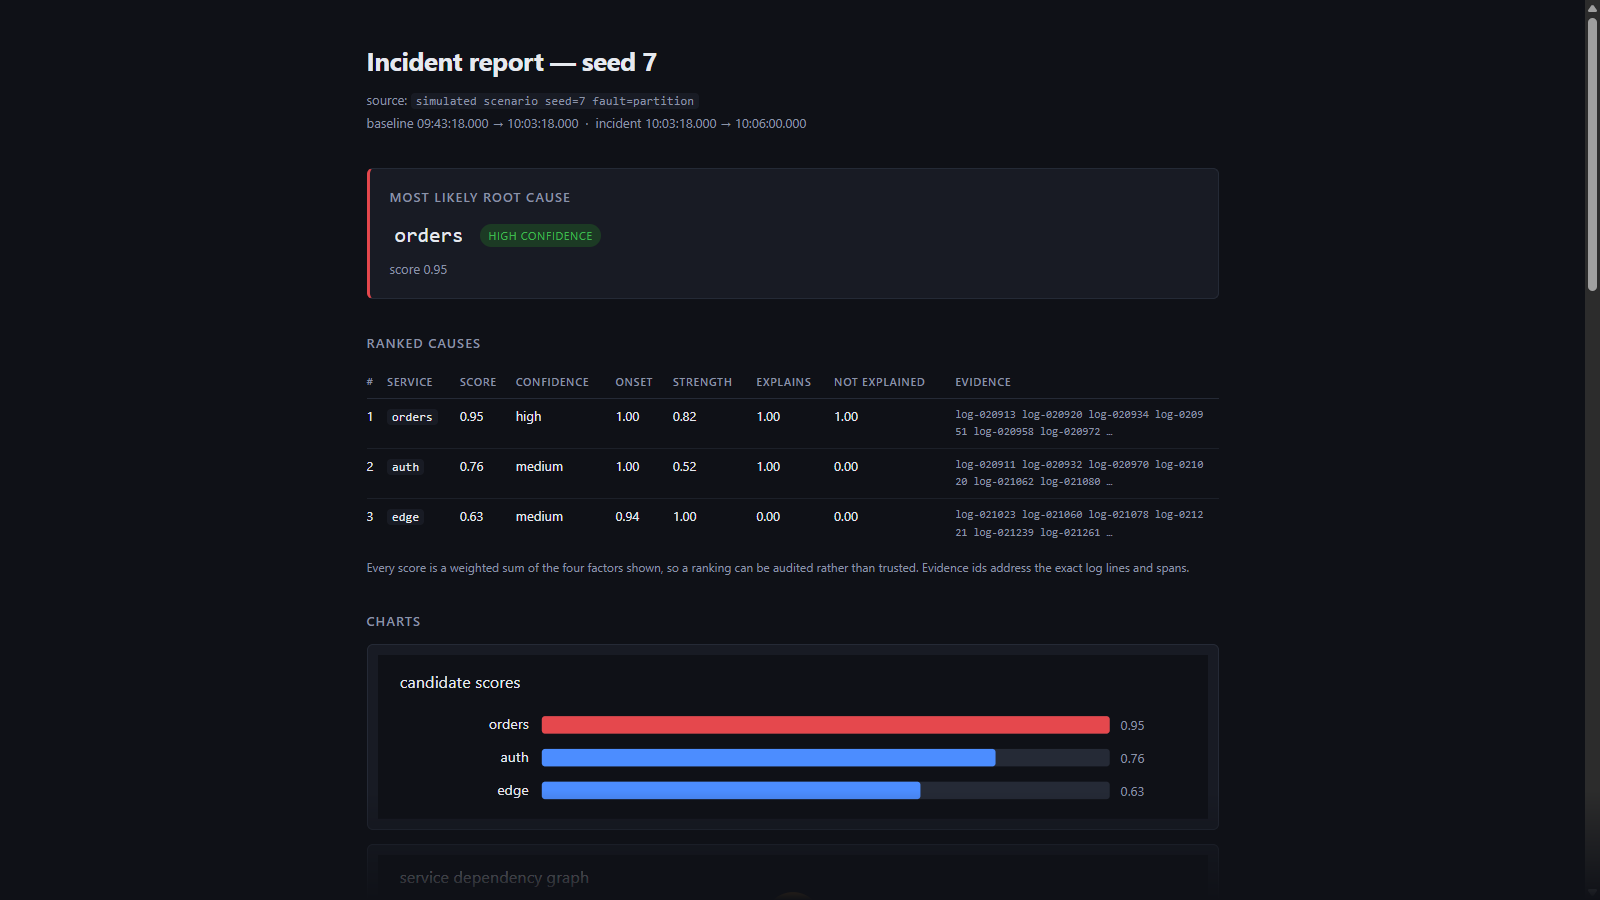 Incident report — seed 7
source: simulated scenario seed=7 fault=partition
baseline 09:43:18.000 → 10:03:18.000 · incident 10:03:18.000 → 10:06:00.000
MOST LIKELY ROOT CAUSE
orders HIGH CONFIDENCE
score 0.95
RANKED CAUSES
# SERVICE SCORE CONFIDENCE ONSET STRENGTH EXPLAINS NOT EXPLAINED EVIDENCE
1 orders 0.95 high 1.00 0.82 1.00 1.00 log-020913 log-020920 log-020934 log-0209
51 log-020958 log-020972 …
2 auth 0.76 medium 1.00 0.52 1.00 0.00 log-020911 log-020932 log-020970 log-0210
20 log-021062 log-021080 …
3 edge 0.63 medium 0.94 1.00 0.00 0.00 log-021023 log-021060 log-021078 log-0212
21 log-021239 log-021261 …
Every score is a weighted sum of the four factors shown, so a ranking can be audited rather than trusted. Evidence ids address the exact log lines and spans.
CHARTS
candidate scores
orders 0.95
auth 0.76
edge 0.63
service dependency graph